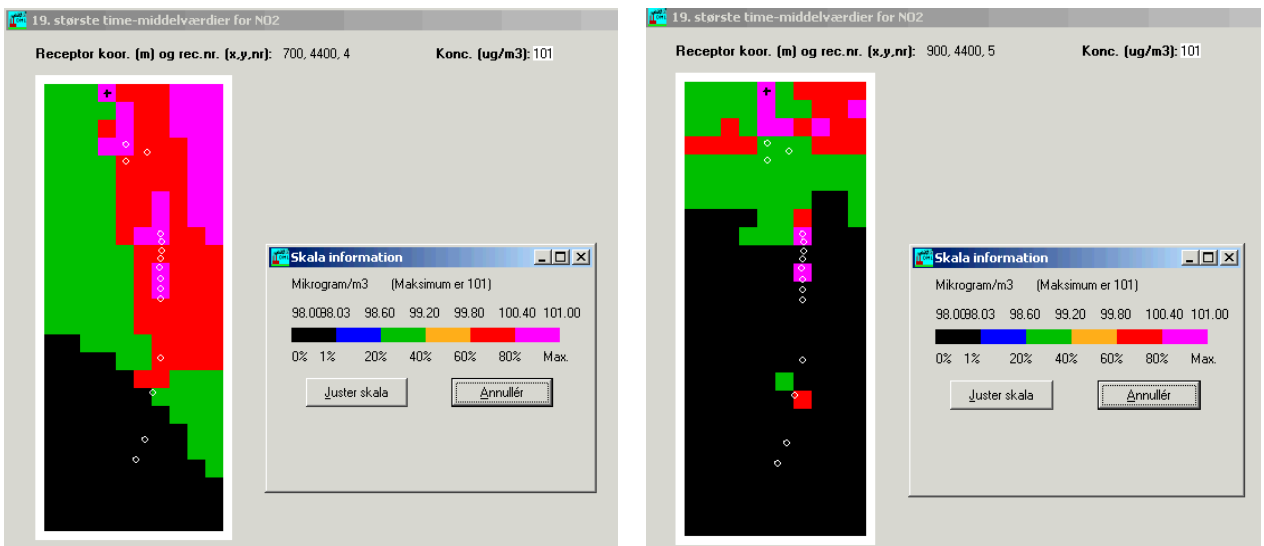 19. største time-middelværdier for NO2
Receptor koor. (m) og rec.nr. (x,y,nr): 700, 4400, 4 Konc. (ug/m3): 101
Skala information
Mikrogram/m3 (Maksimum er 101)
98.0098.03 98.60 99.20 99.80 100.40 101.00
0% 1% 20% 40% 60% 80% Max.
Juster skala Annullér
19. største time-middelværdier for NO2
Receptor koor. (m) og rec.nr. (x,y,nr): 900, 4400, 5 Konc. (ug/m3): 101
Skala information
Mikrogram/m3 (Maksimum er 101)
98.0098.03 98.60 99.20 99.80 100.40 101.00
0% 1% 20% 40% 60% 80% Max.
Juster skala Annullér